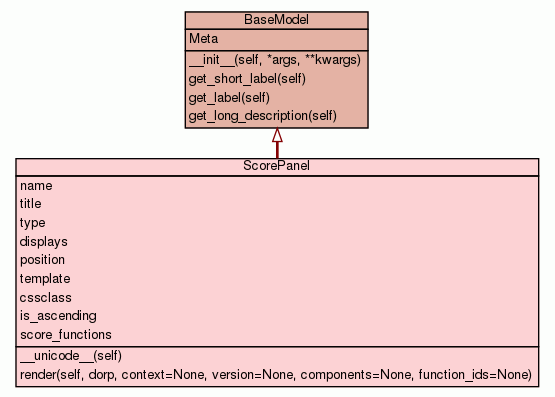 BaseModel
Meta
__init__(self, *args, **kwargs)
get_short_label(self)
get_label(self)
get_long_description(self)
ScorePanel
name
title
type
displays
position
template
cssclass
is_ascending
score_functions
__unicode__(self)
render(self, dorp, context=None, version=None, components=None, function_ids=None)